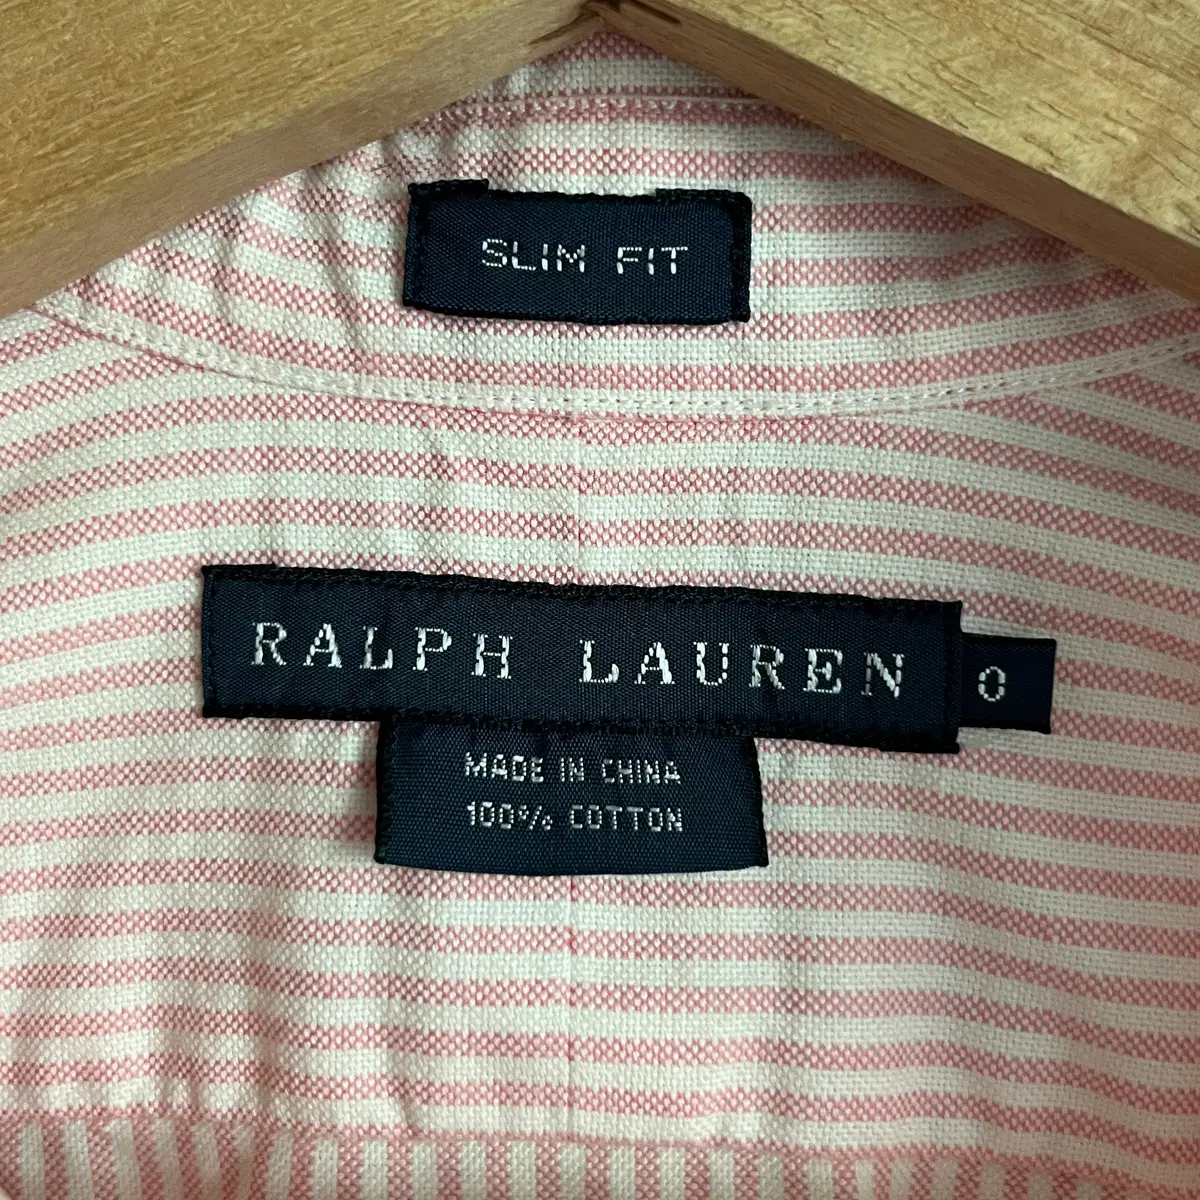 SLIM FIT
RALPH LAUREN
0
MADE IN CHINA
100% COTTON